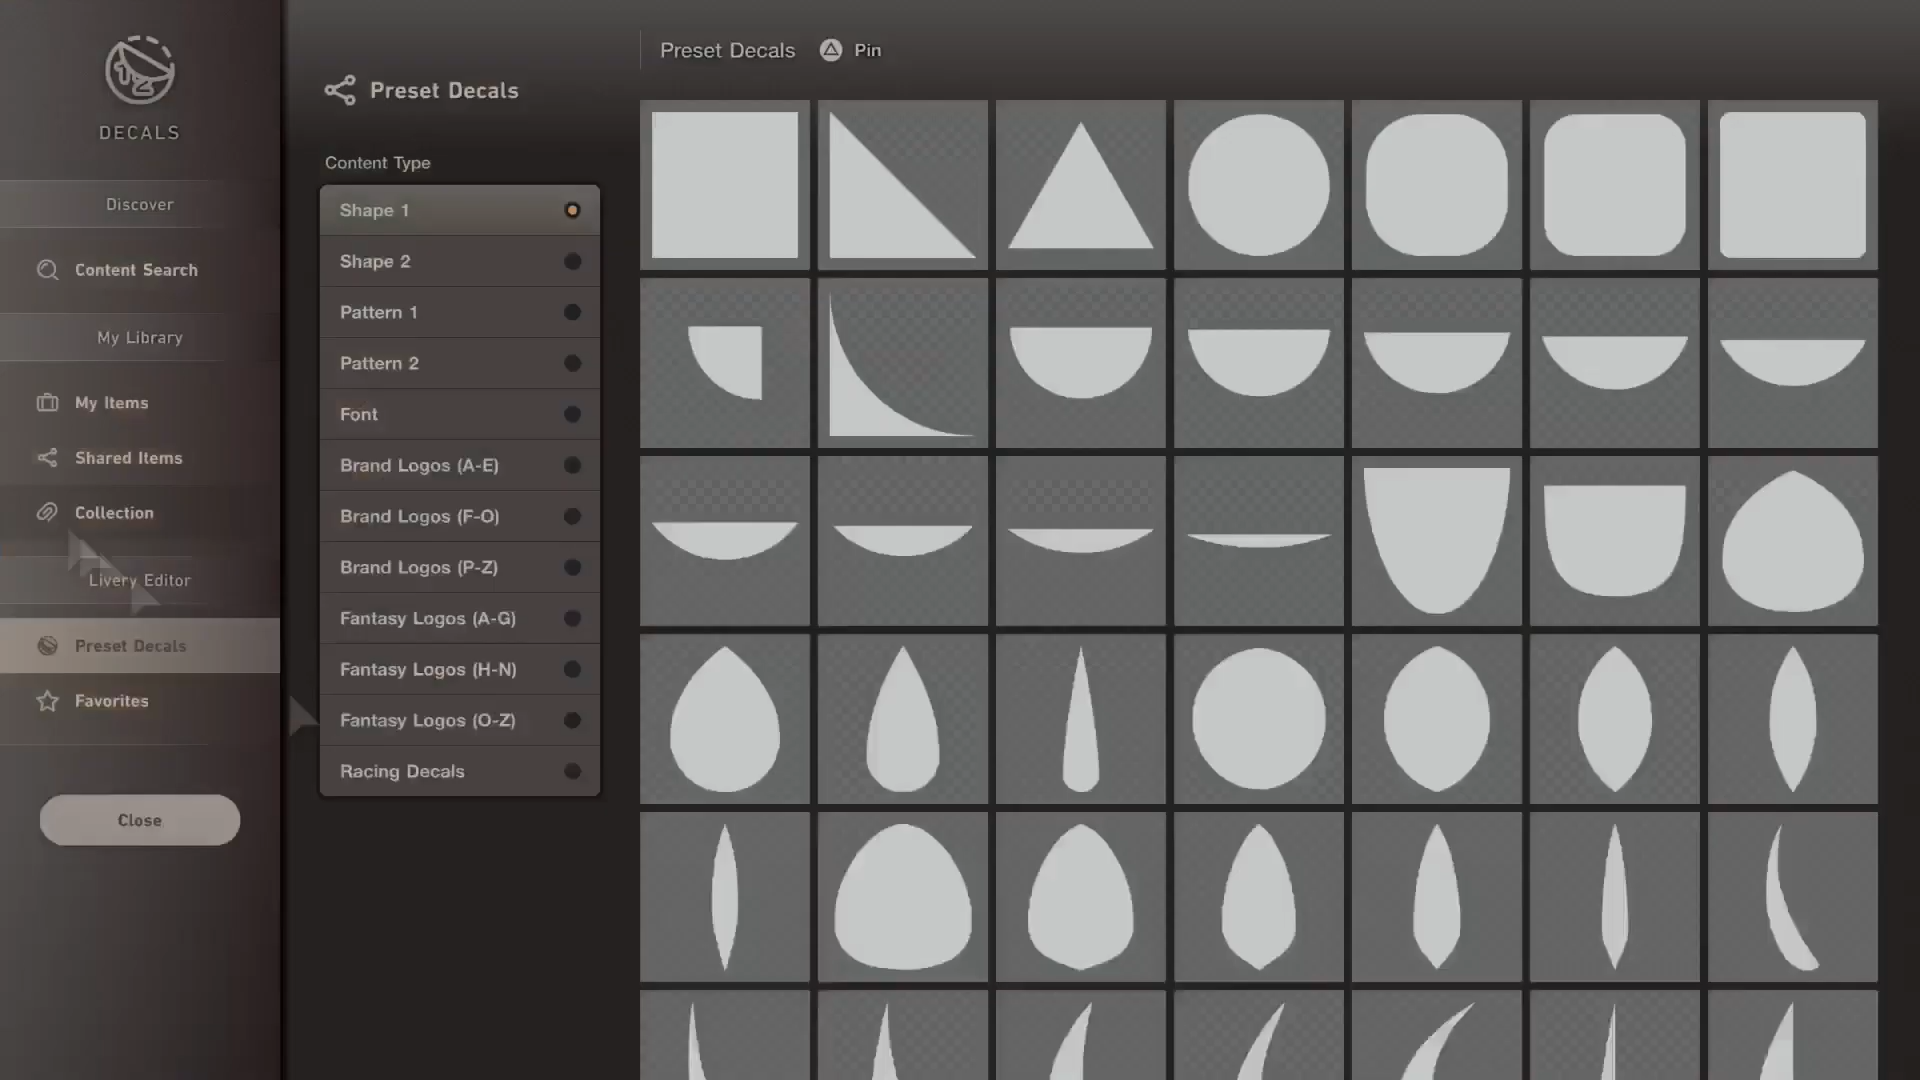 DECALS
Discover
Content Search
My Library
My Items
Shared Items
Collection
Livery Editor
Preset Decals
Favorites
Close
Preset Decals
Content Type
Shape 1
Shape 2
Pattern 1
Pattern 2
Font
Brand Logos (A-E)
Brand Logos (F-O)
Brand Logos (P-Z)
Fantasy Logos (A-G)
Fantasy Logos (H-N)
Fantasy Logos (O-Z)
Racing Decals
Preset Decals Pin